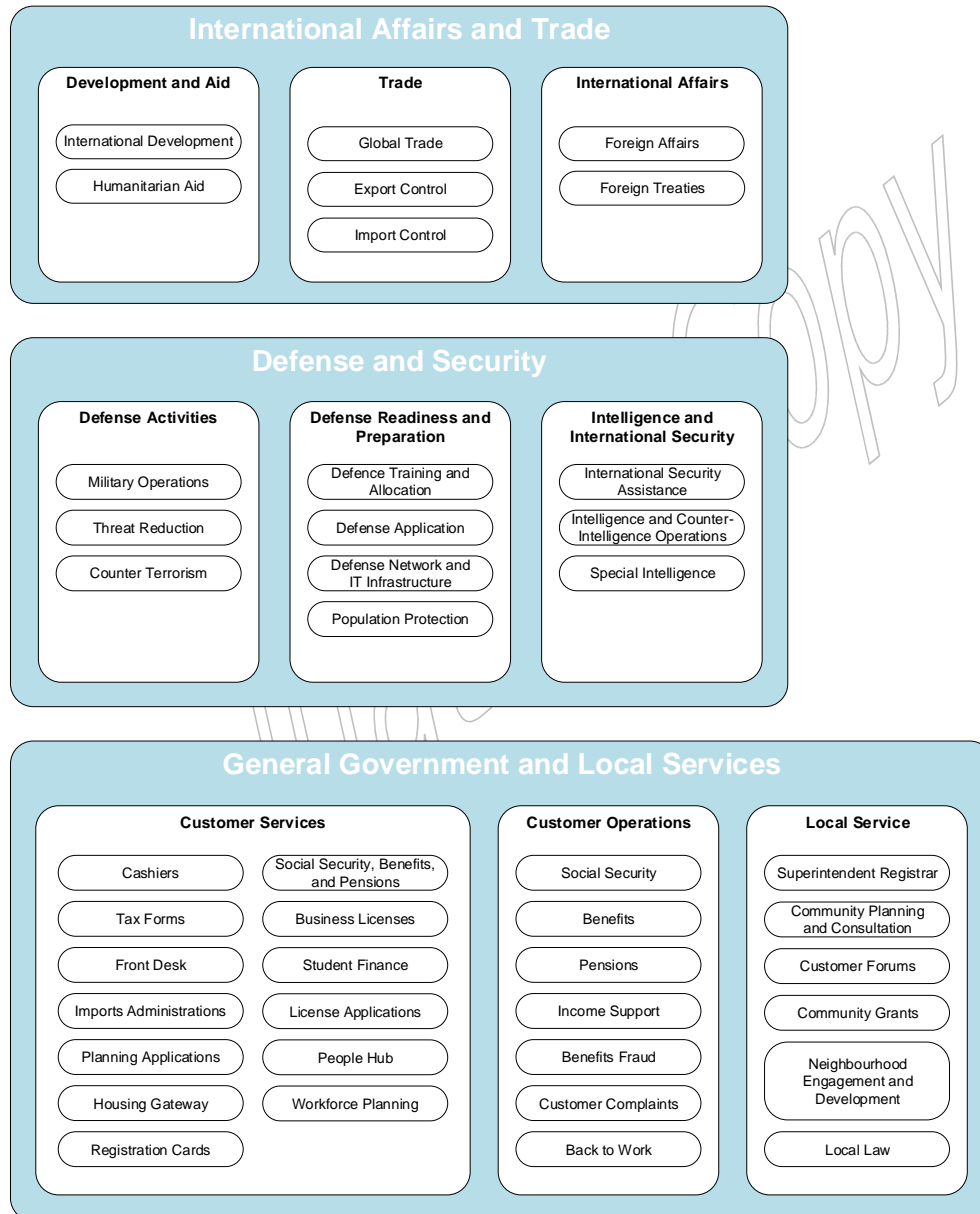 International Affairs and Trade
Development and Aid
International Development
Humanitarian Aid
Trade
Global Trade
Export Control
Import Control
International Affairs
Foreign Affairs
Foreign Treaties
Defense and Security
Defense Activities
Military Operations
Threat Reduction
Counter Terrorism
Defense Readiness and
Preparation
Defence Training and
Allocation
Defense Application
Defense Network and
IT Infrastructure
Population Protection
Intelligence and
International Security
International Security
Assistance
Intelligence and Counter-
Intelligence Operations
Special Intelligence
General Government and Local Services
Customer Services
Cashiers
Tax Forms
Front Desk
Imports Administrations
Planning Applications
Housing Gateway
Registration Cards
Social Security, Benefits,
and Pensions
Business Licenses
Student Finance
License Applications
People Hub
Workforce Planning
Customer Operations
Social Security
Benefits
Pensions
Income Support
Benefits Fraud
Customer Complaints
Back to Work
Local Service
Superintendent Registrar
Community Planning
and Consultation
Customer Forums
Community Grants
Neighbourhood
Engagement and
Development
Local Law